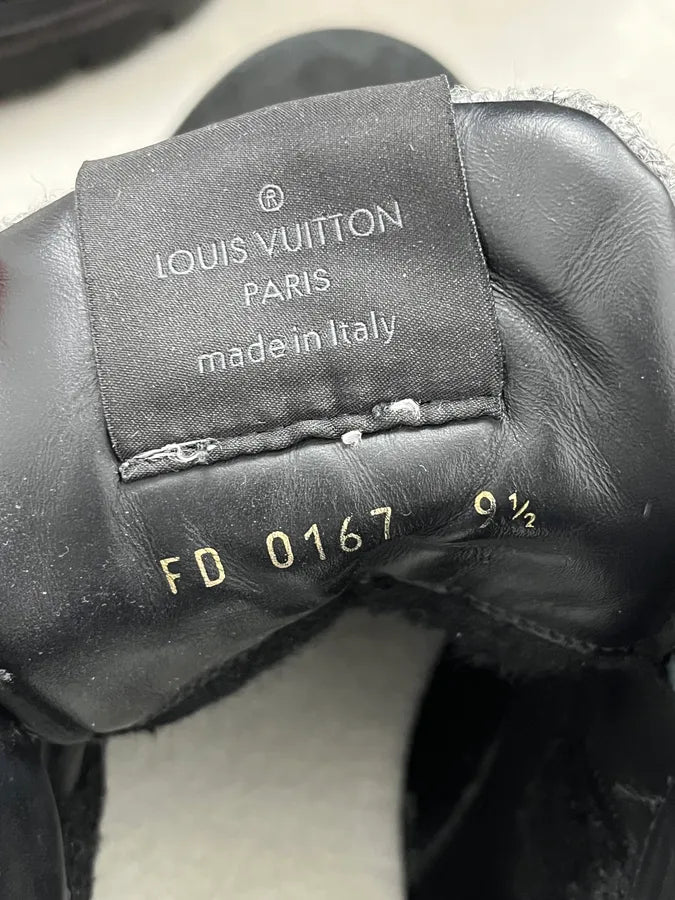 ®
LOUIS VUITTON
PARIS
made in Italy
FD 0167 9½